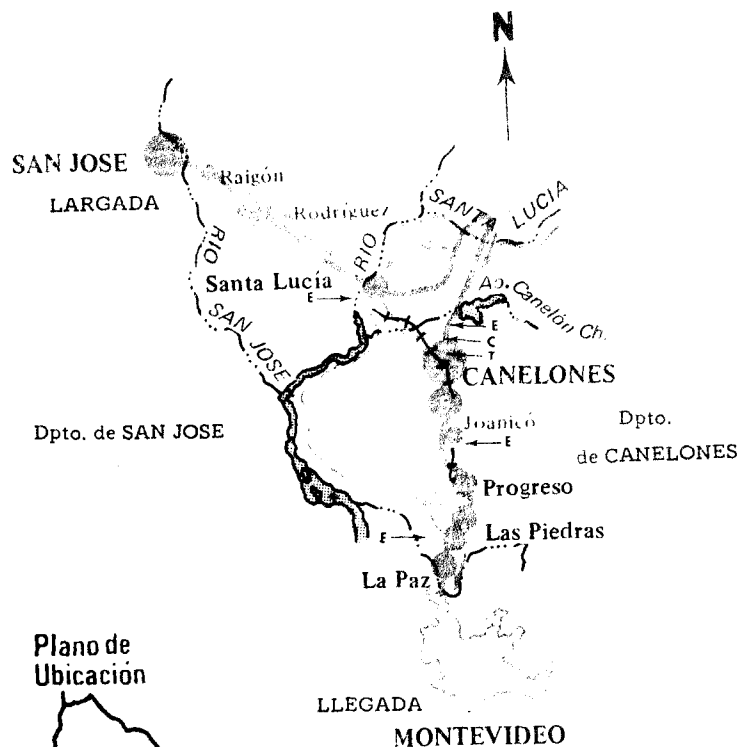 N
SAN JOSE
LARGADA
Raigón
Rodríguez
SANTA LUCIA
RIO
RIO
SAN JOSE
Santa Lucía
E
Ao. Canelón Ch.
E
C
T
CANELONES
Dpto. de SAN JOSE
Joanicó
E
Dpto.
de CANELONES
Progreso
Las Piedras
E
La Paz
Plano de
Ubicación
LLEGADA
MONTEVIDEO